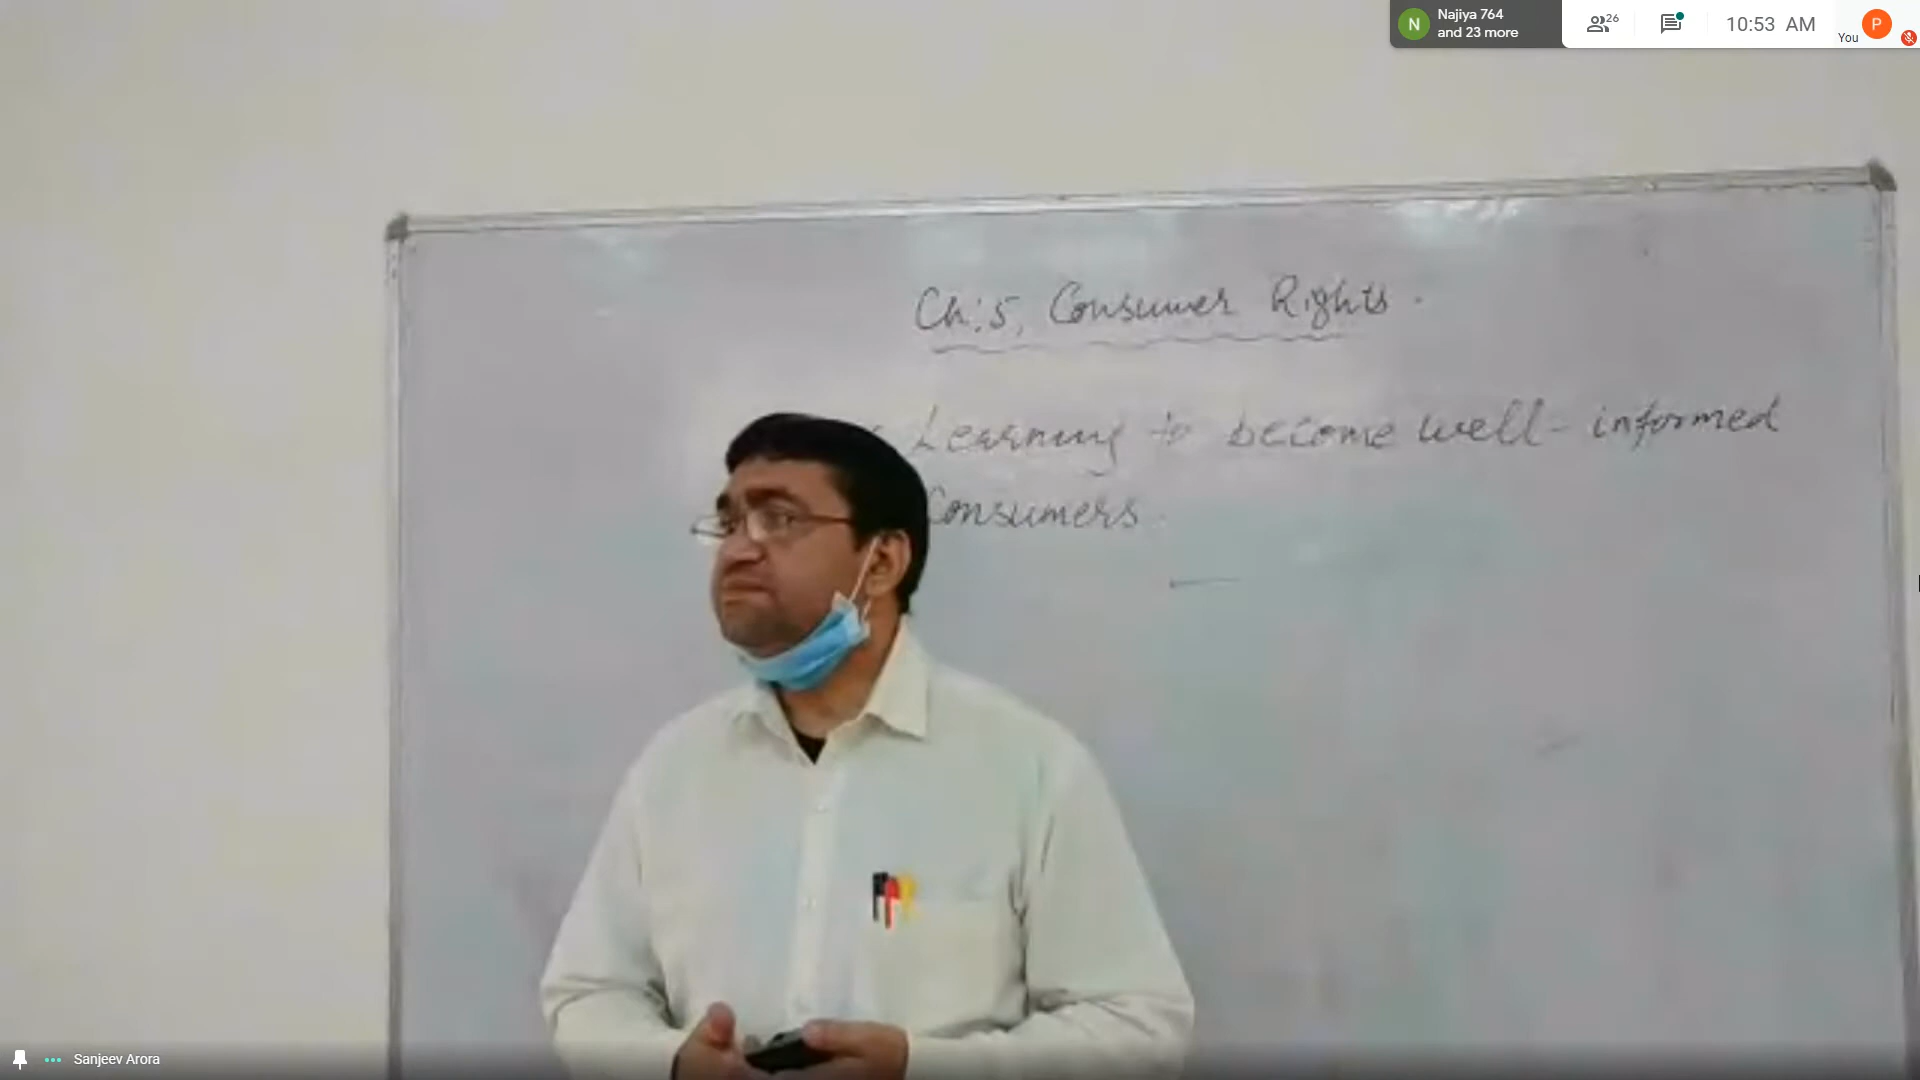 Najiya 764
and 23 more
N
26
10:53 AM
You
P
Ch:5, Consumer Rights.
Learning to become well-informed
Consumers
Sanjeev Arora